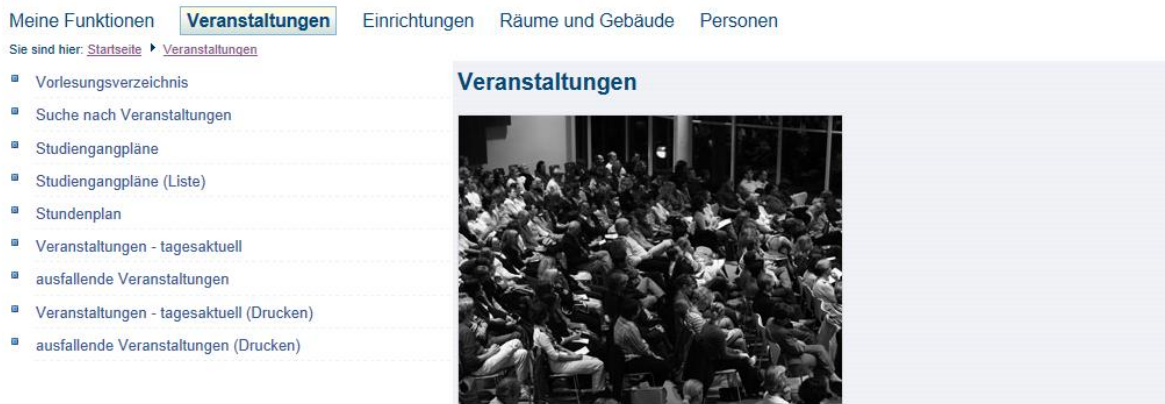 Meine Funktionen Veranstaltungen Einrichtungen Räume und Gebäude Personen
Sie sind hier: Startseite Veranstaltungen
Vorlesungsverzeichnis
Suche nach Veranstaltungen
Studiengangpläne
Studiengangpläne (Liste)
Stundenplan
Veranstaltungen - tagesaktuell
ausfallende Veranstaltungen
Veranstaltungen - tagesaktuell (Drucken)
ausfallende Veranstaltungen (Drucken)
Veranstaltungen